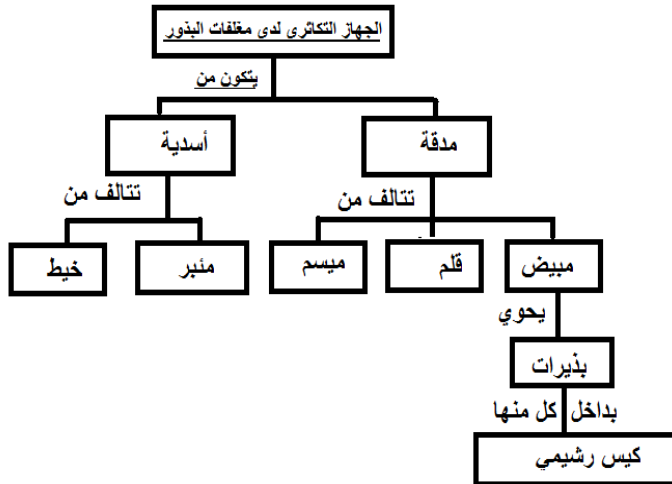 الجهاز التكاثري لدى مغلفات البذور
يتكون من
مدقة
أسدية
تتالف من
تتالف من
مبيض
قلم
ميسم
مئبر
خيط
يحوي
بذيرات
بداخل كل منها
كيس رشيمي